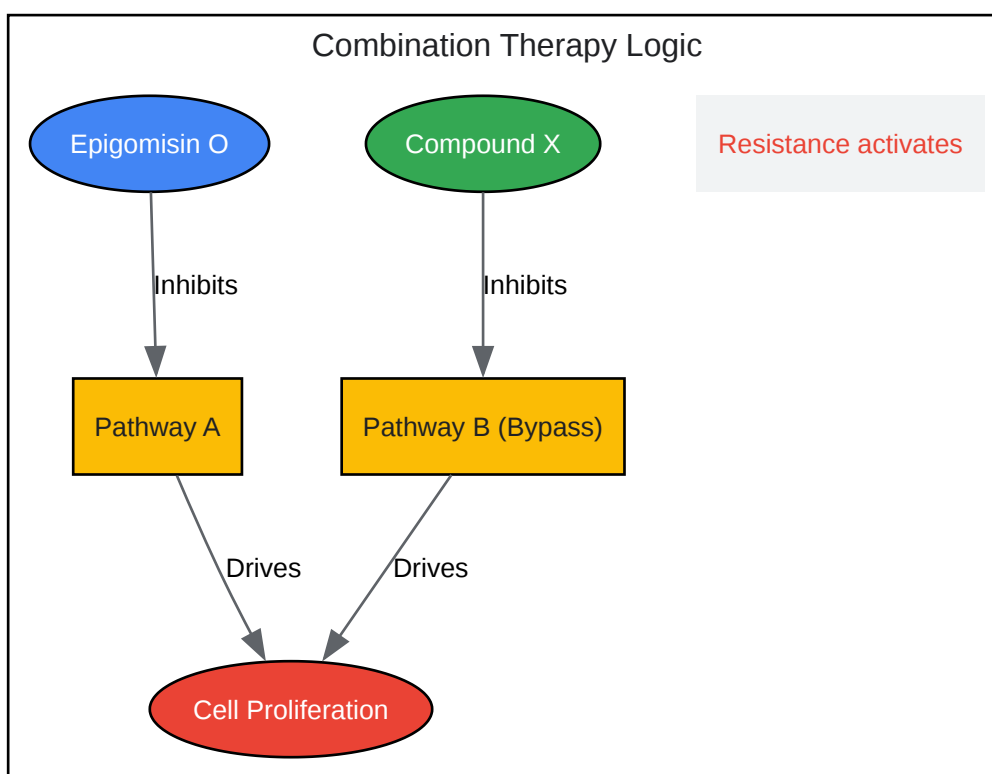 Combination Therapy Logic
Epigomisin O
Compound X
Resistance activates
Inhibits
Inhibits
Pathway A
Pathway B (Bypass)
Drives
Drives
Cell Proliferation